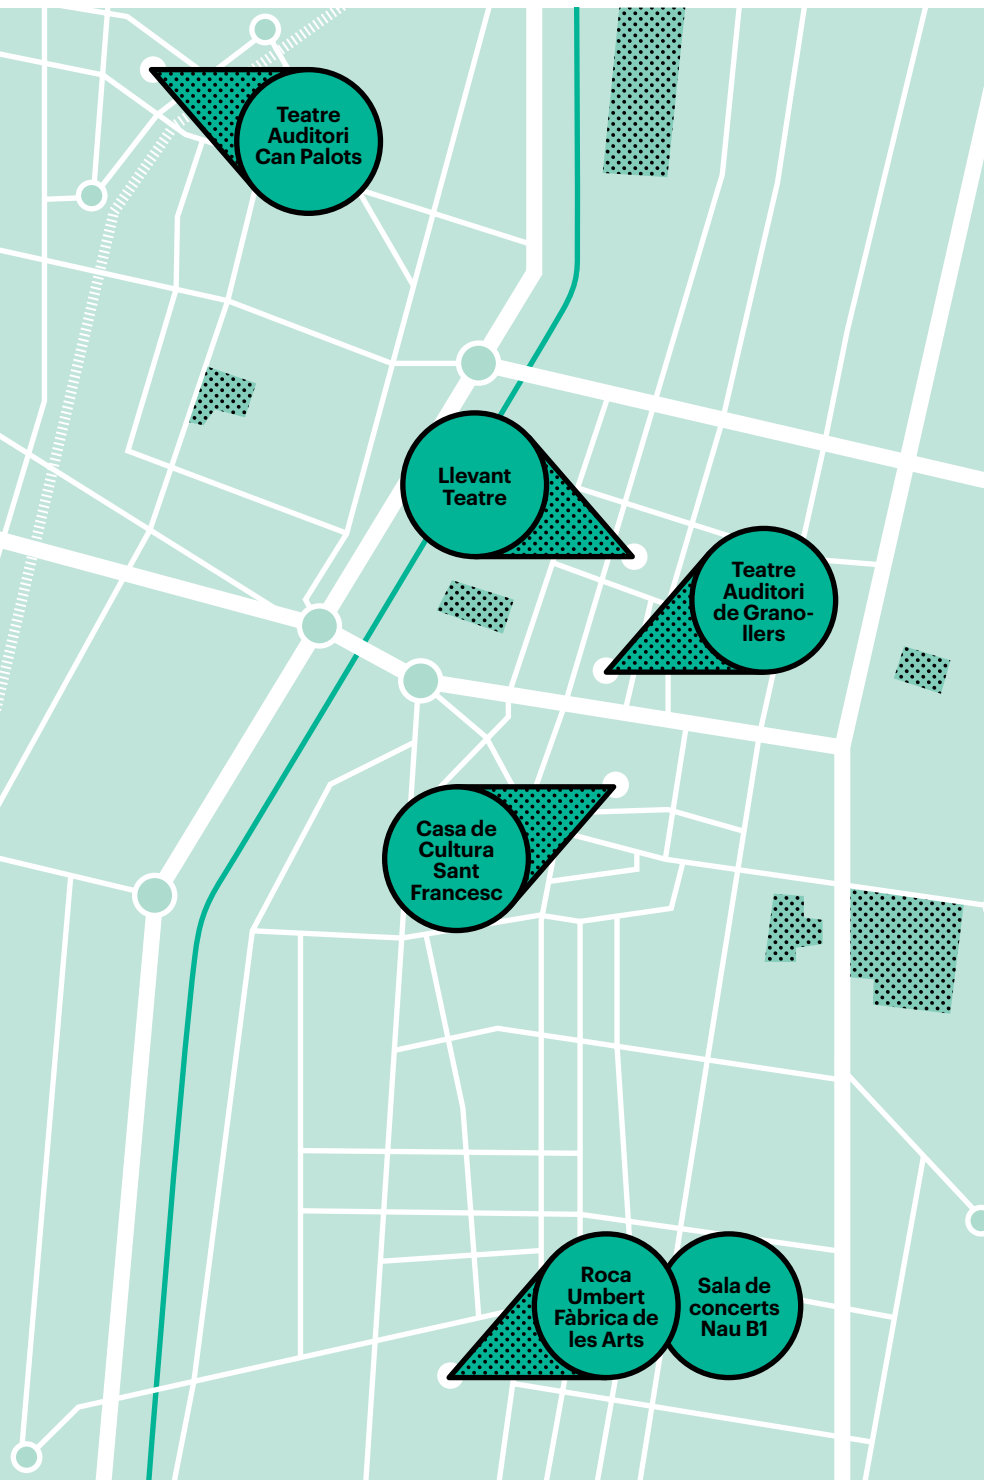 Teatre
Auditori
Can Palots
Llevant
Teatre
Teatre
Auditori
de Grano-
llers
Casa de
Cultura
Sant
Francesc
Roca
Umbert
Fàbrica de
les Arts
Sala de
concerts
Nau B1